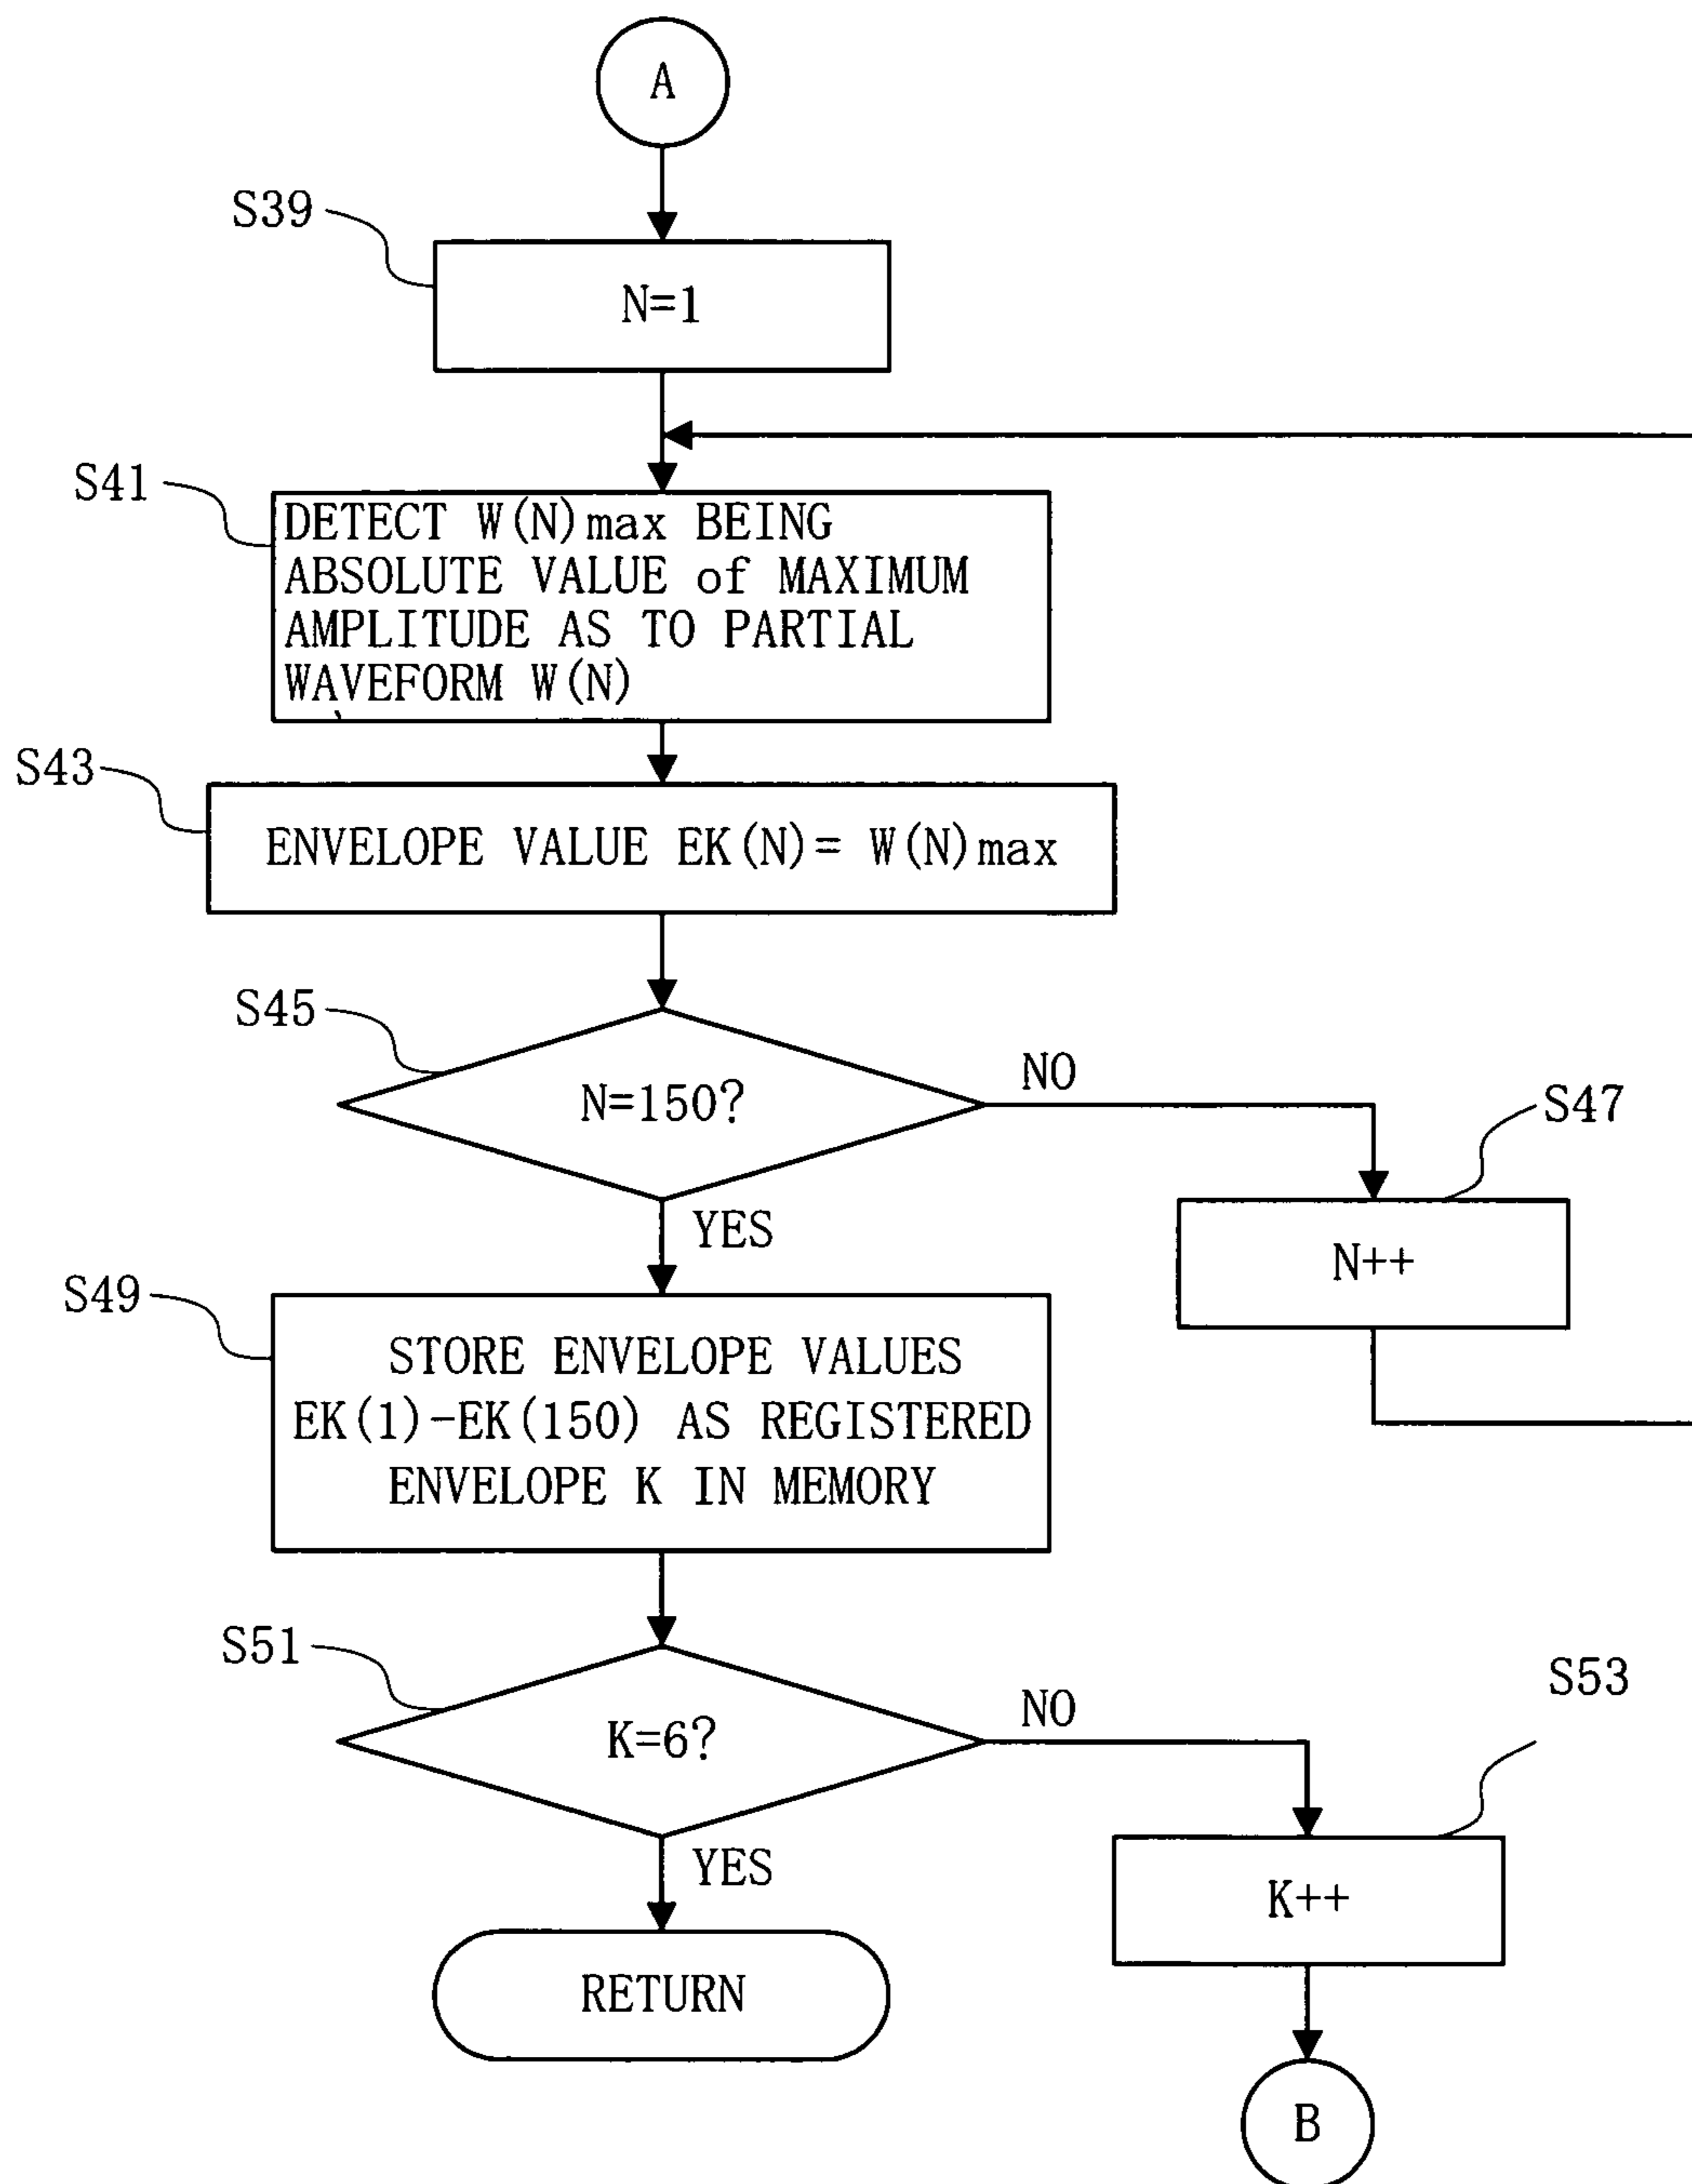 A
S39
N=1
S41
DETECT W(N)max BEING
ABSOLUTE VALUE of MAXIMUM
AMPLITUDE AS TO PARTIAL
WAVEFORM W(N)
S43
ENVELOPE VALUE EK(N)= W(N)max
S45
N=150?
NO
S47
N++
YES
S49
STORE ENVELOPE VALUES
EK(1)-EK(150) AS REGISTERED
ENVELOPE K IN MEMORY
S51
K=6?
NO
S53
K++
YES
RETURN
B